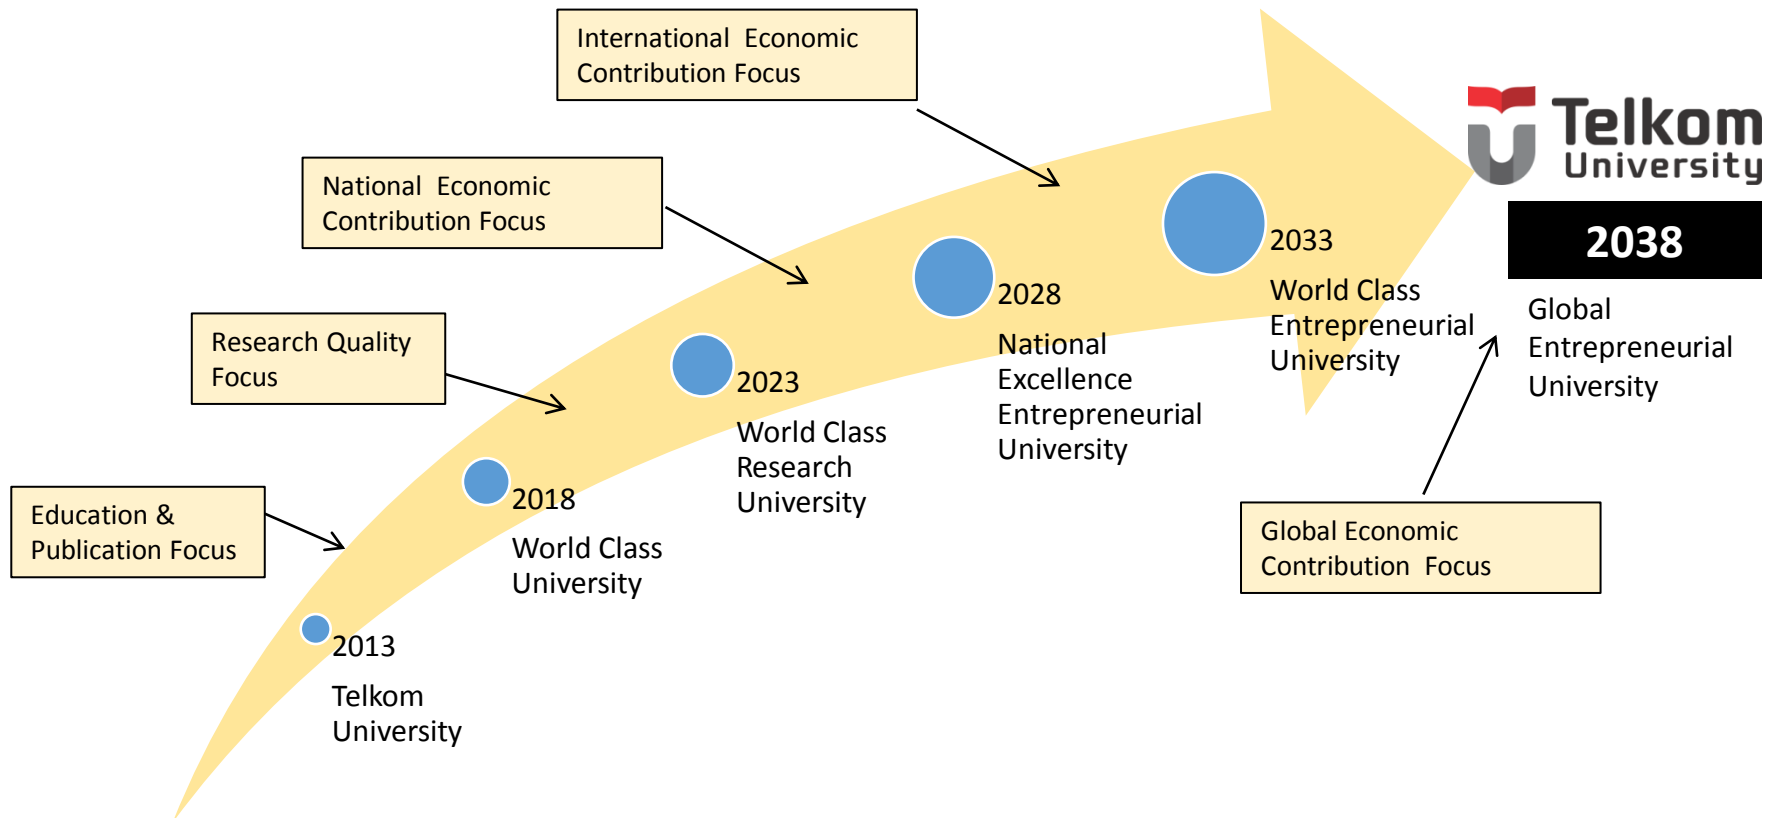 International Economic
Contribution Focus
National Economic
Contribution Focus
Research Quality
Focus
Education &
Publication Focus
2013
Telkom
University
2018
World Class
University
2023
World Class
Research
University
2028
National
Excellence
Entrepreneurial
University
2033
World Class
Entrepreneurial
University
Telkom
University
2038
Global
Entrepreneurial
University
Global Economic
Contribution Focus